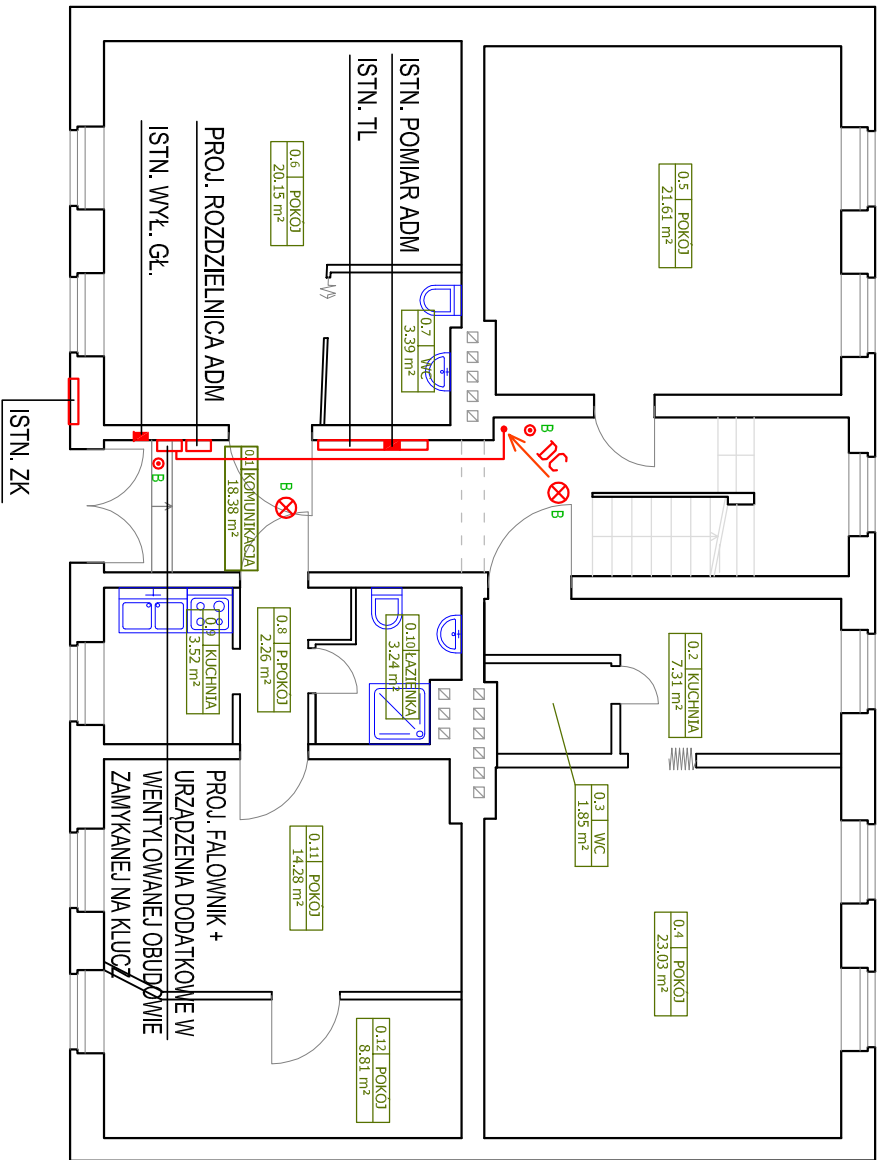 ISTN. POMIAR ADM
ISTN. TL
PROJ. ROZDZIELNICA ADM
ISTN. WYŁ. GŁ.
ISTN. ZK
PROJ. FALOWNIK +
URZĄDZENIA DODATKOWE W
WENTYLOWANEJ OBUDOWIE
ZAMYKANEJ NA KLUCZ
DC
B
B
B
B
0.5 POKÓJ
21.61 m²
0.6 POKÓJ
20.15 m²
0.7 WC
3.39 m²
0.1 KOMUNIKACJA
18.38 m²
0.2 KUCHNIA
7.31 m²
0.3 WC
1.85 m²
0.4 POKÓJ
23.03 m²
0.8 P.POKÓJ
2.26 m²
0.9 KUCHNIA
3.52 m²
0.10 ŁAZIENKA
3.24 m²
0.11 POKÓJ
14.28 m²
0.12 POKÓJ
8.81 m²